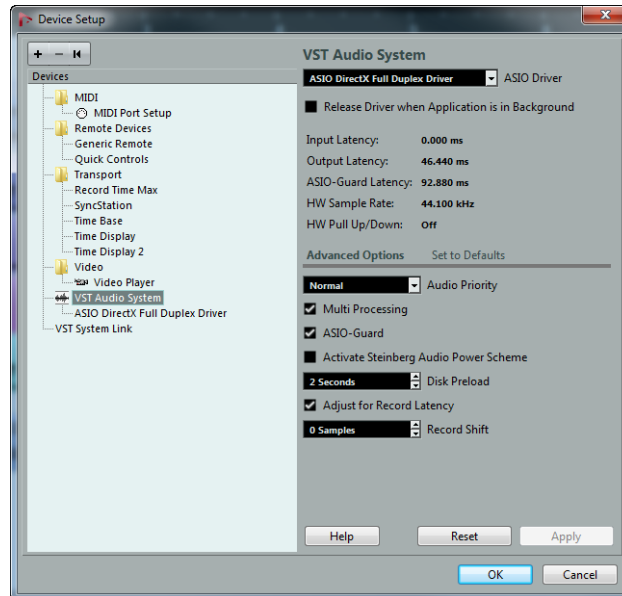 Device Setup
+ -
Devices
MIDI
MIDI Port Setup
Remote Devices
Generic Remote
Quick Controls
Transport
Record Time Max
SyncStation
Time Base
Time Display
Time Display 2
Video
Video Player
VST Audio System
ASIO DirectX Full Duplex Driver
VST System Link
VST Audio System
ASIO DirectX Full Duplex Driver ASIO Driver
Release Driver when Application is in Background
Input Latency: 0.000 ms
Output Latency: 46.440 ms
ASIO-Guard Latency: 92.880 ms
HW Sample Rate: 44.100 kHz
HW Pull Up/Down: Off
Advanced Options Set to Defaults
Normal Audio Priority
Multi Processing
ASIO-Guard
Activate Steinberg Audio Power Scheme
2 Seconds Disk Preload
Adjust for Record Latency
0 Samples Record Shift
Help Reset Apply
OK Cancel